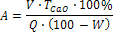 A = V · T_CaO · 100% / Q · (100 − W)